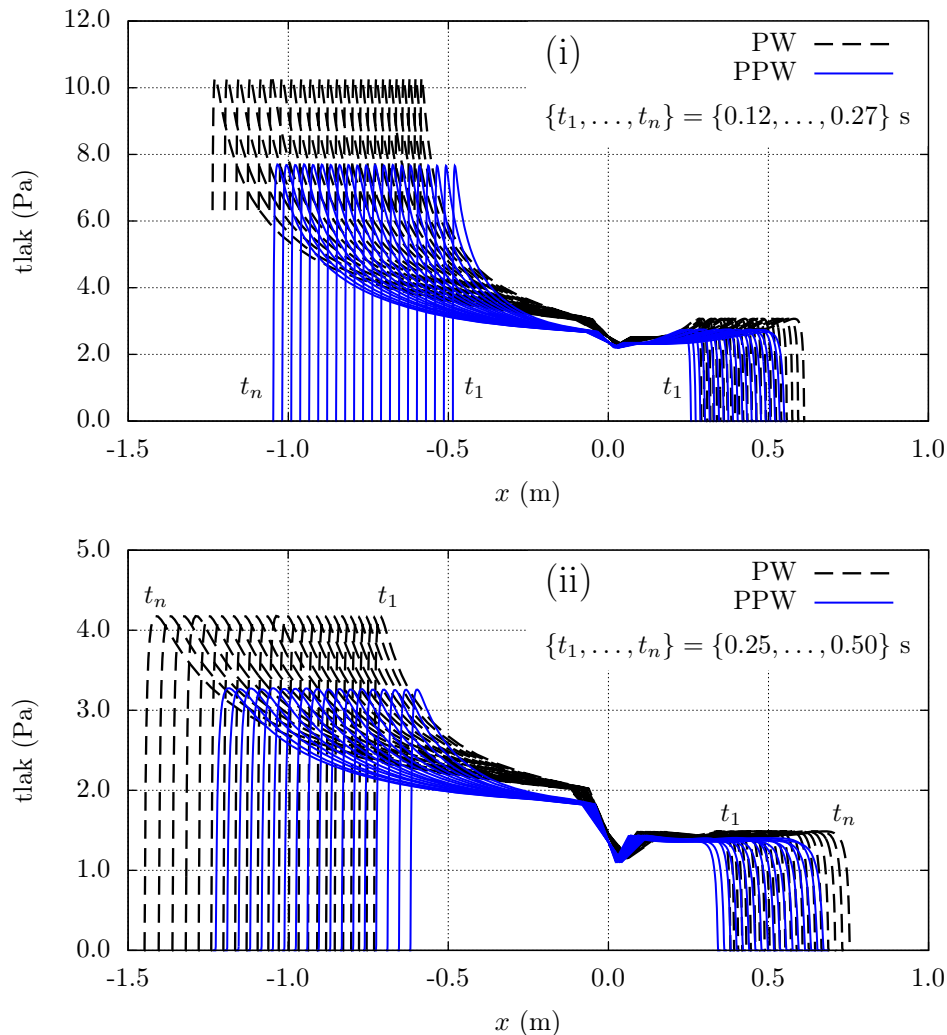 12.0
10.0
8.0
6.0
4.0
2.0
0.0
tlak (Pa)
(i)
PW
PPW
{t₁, . . . , tₙ} = {0.12, . . . , 0.27} s
tₙ
t₁
t₁
-1.5 -1.0 -0.5 0.0 0.5 1.0
x (m)
5.0
4.0
3.0
2.0
1.0
0.0
tlak (Pa)
(ii)
PW
PPW
{t₁, . . . , tₙ} = {0.25, . . . , 0.50} s
tₙ
t₁
t₁
tₙ
-1.5 -1.0 -0.5 0.0 0.5 1.0
x (m)